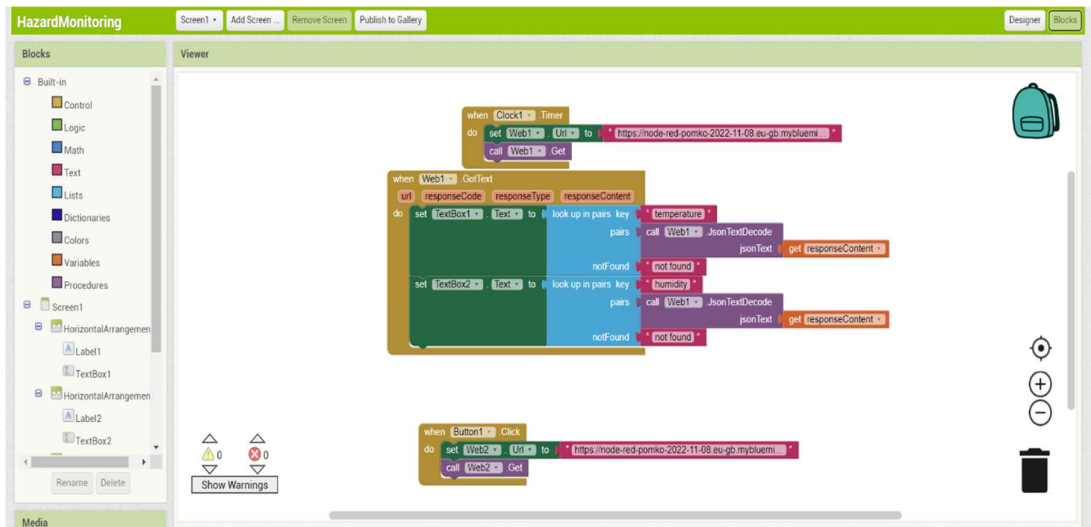 HazardMonitoring Screen1 Add Screen ... Remove Screen Publish to Gallery Designer Blocks
Blocks
Viewer
Built-in
Control
Logic
Math
Text
Lists
Dictionaries
Colors
Variables
Procedures
Screen1
HorizontalArrangemen
Label1
TextBox1
HorizontalArrangemen
Label2
TextBox2
Rename Delete
Media
when Clock1 . Timer
do set Web1 . Url to " https://node-red-pomko-2022-11-08.eu-gb.mybluemi... "
call Web1 . Get
when Web1 . GotText
url responseCode responseType responseContent
do set TextBox1 . Text to look up in pairs key " temperature "
pairs call Web1 . JsonTextDecode
jsonText get responseContent
notFound " not found "
set TextBox2 . Text to look up in pairs key " humidity "
pairs call Web1 . JsonTextDecode
jsonText get responseContent
notFound " not found "
when Button1 . Click
do set Web2 . Url to " https://node-red-pomko-2022-11-08.eu-gb.mybluemi... "
call Web2 . Get
0 0
Show Warnings